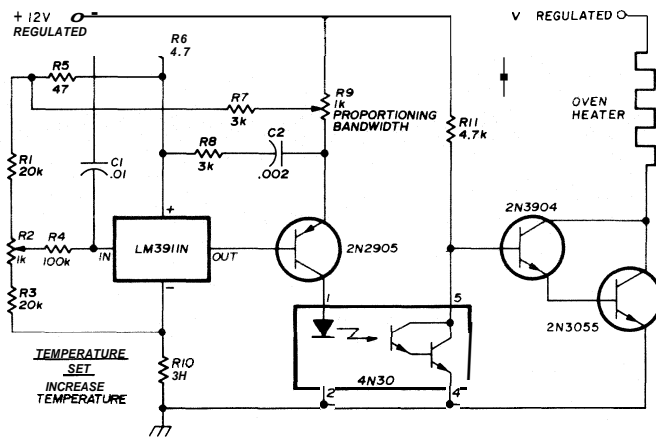 + 12V
REGULATED
V REGULATED
R6
4.7
R5
47
R7
3k
R9
1k
PROPORTIONING
BANDWIDTH
R11
4.7k
OVEN
HEATER
R8
3k
C2
.002
C1
.01
R1
20k
R2
1k
R4
100k
IN
+
LM3911N
-
OUT
2N2905
2N3904
2N3055
R3
20k
1
5
4N30
2
4
R10
3H
TEMPERATURE
SET
INCREASE
TEMPERATURE